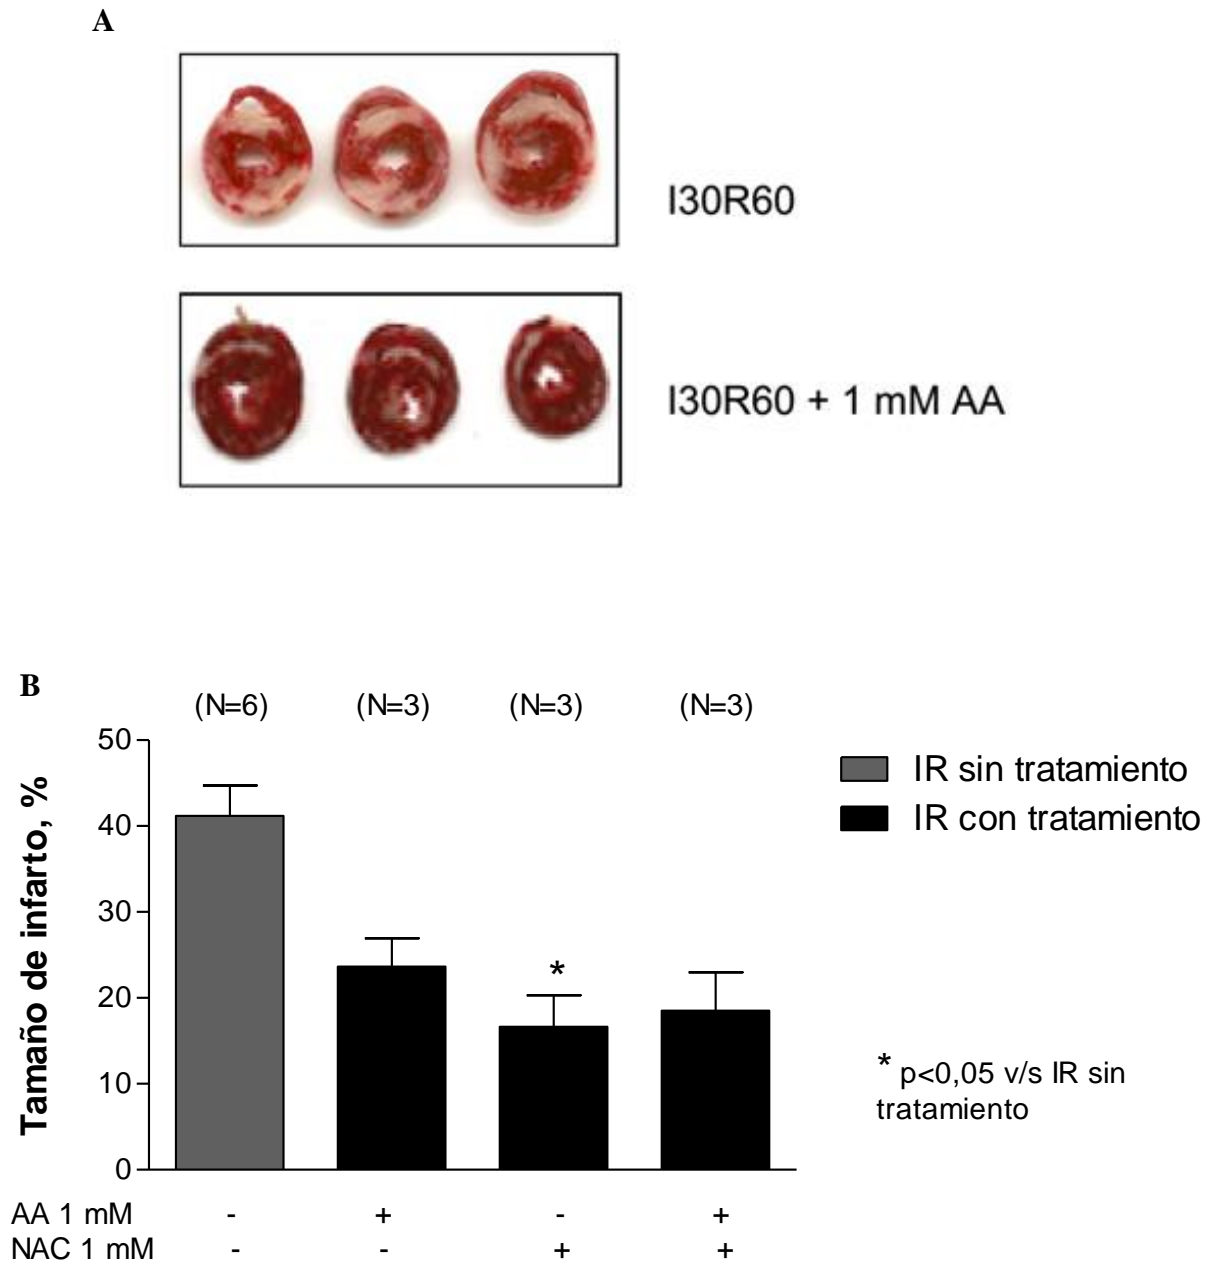 A
I30R60
I30R60 + 1 mM AA
B
(N=6) (N=3) (N=3) (N=3)
50
40
30
20
10
0
Tamaño de infarto, %
*
IR sin tratamiento
IR con tratamiento
* p<0,05 v/s IR sin
tratamiento
AA 1 mM - + - +
NAC 1 mM - - + +